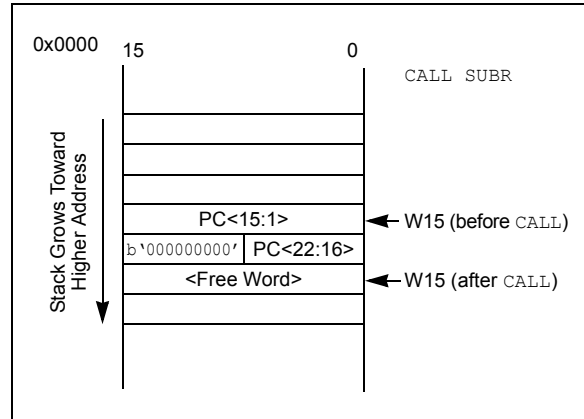 0x0000
15
0
CALL SUBR
Stack Grows Toward
Higher Address
PC<15:1>
W15 (before CALL)
b‘000000000’
PC<22:16>
<Free Word>
W15 (after CALL)